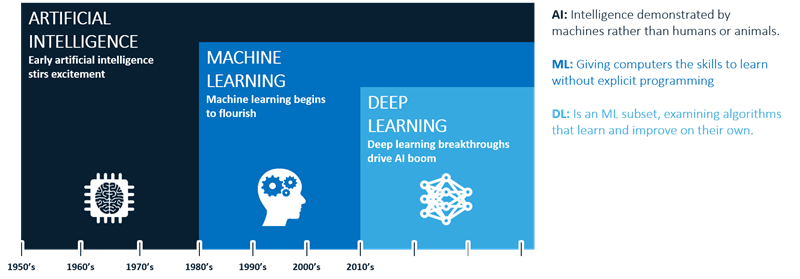 ARTIFICIAL
INTELLIGENCE
Early artificial intelligence
stirs excitement
MACHINE
LEARNING
Machine learning begins
to flourish
DEEP
LEARNING
Deep learning breakthroughs
drive AI boom
1950's 1960's 1970's 1980's 1990's 2000's 2010's
AI: Intelligence demonstrated by
machines rather than humans or animals.
ML: Giving computers the skills to learn
without explicit programming
DL: Is an ML subset, examining algorithms
that learn and improve on their own.